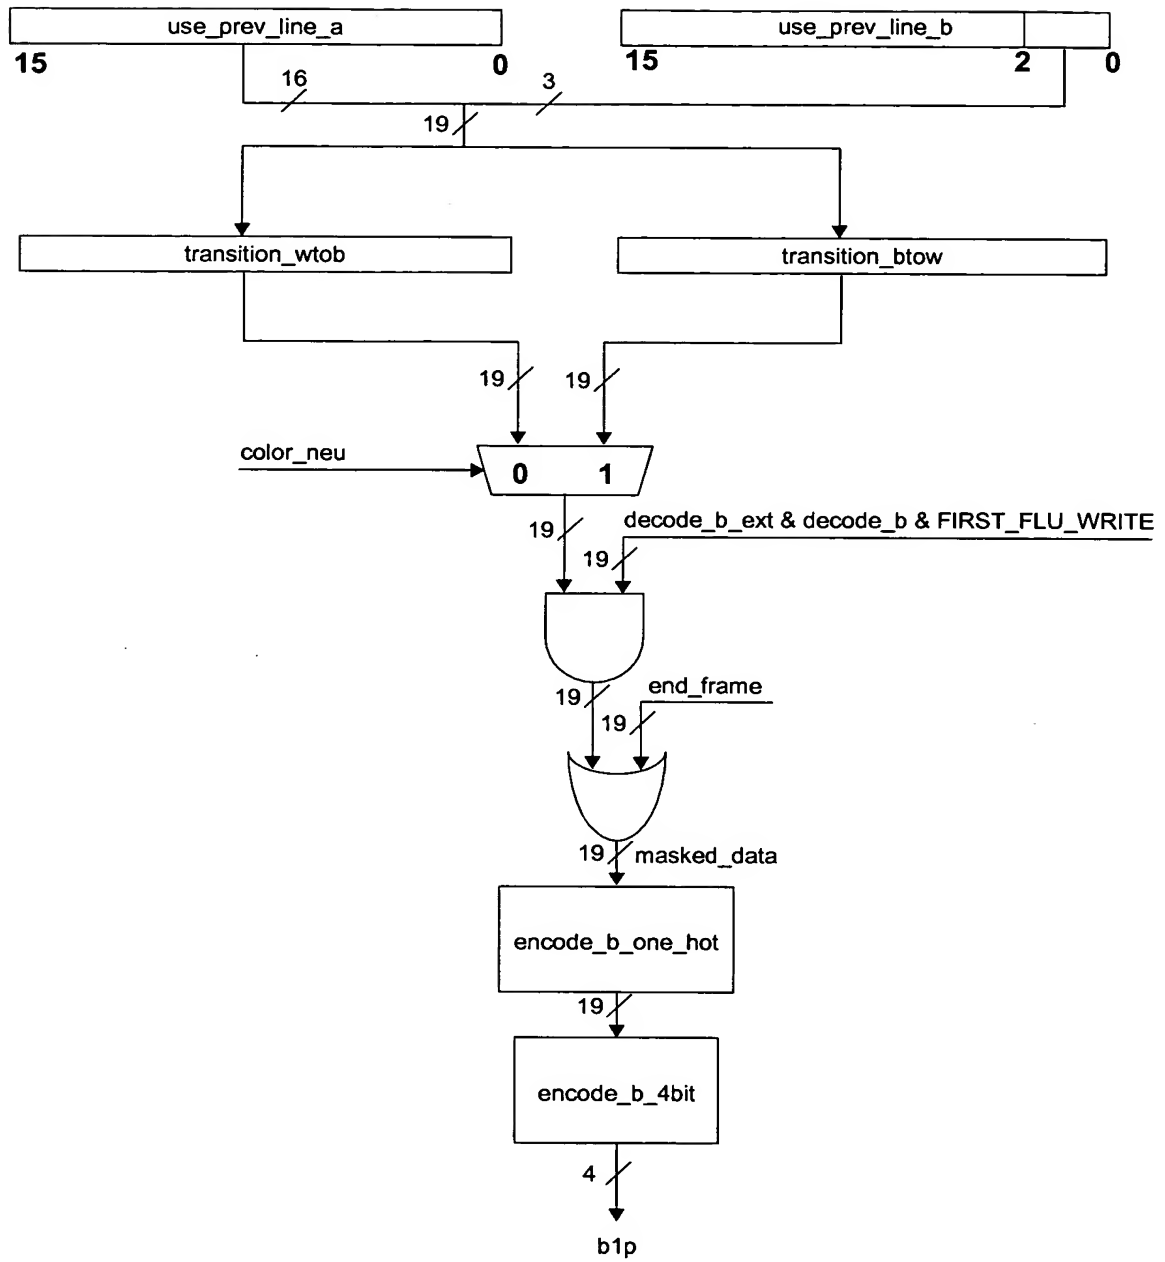 use_prev_line_a
use_prev_line_b
15
0
15
2
0
16
3
19
transition_wtob
transition_btow
19
19
color_neu
0
1
decode_b_ext & decode_b & FIRST_FLU_WRITE
19
19
end_frame
19
19
19
masked_data
encode_b_one_hot
19
encode_b_4bit
4
b1p